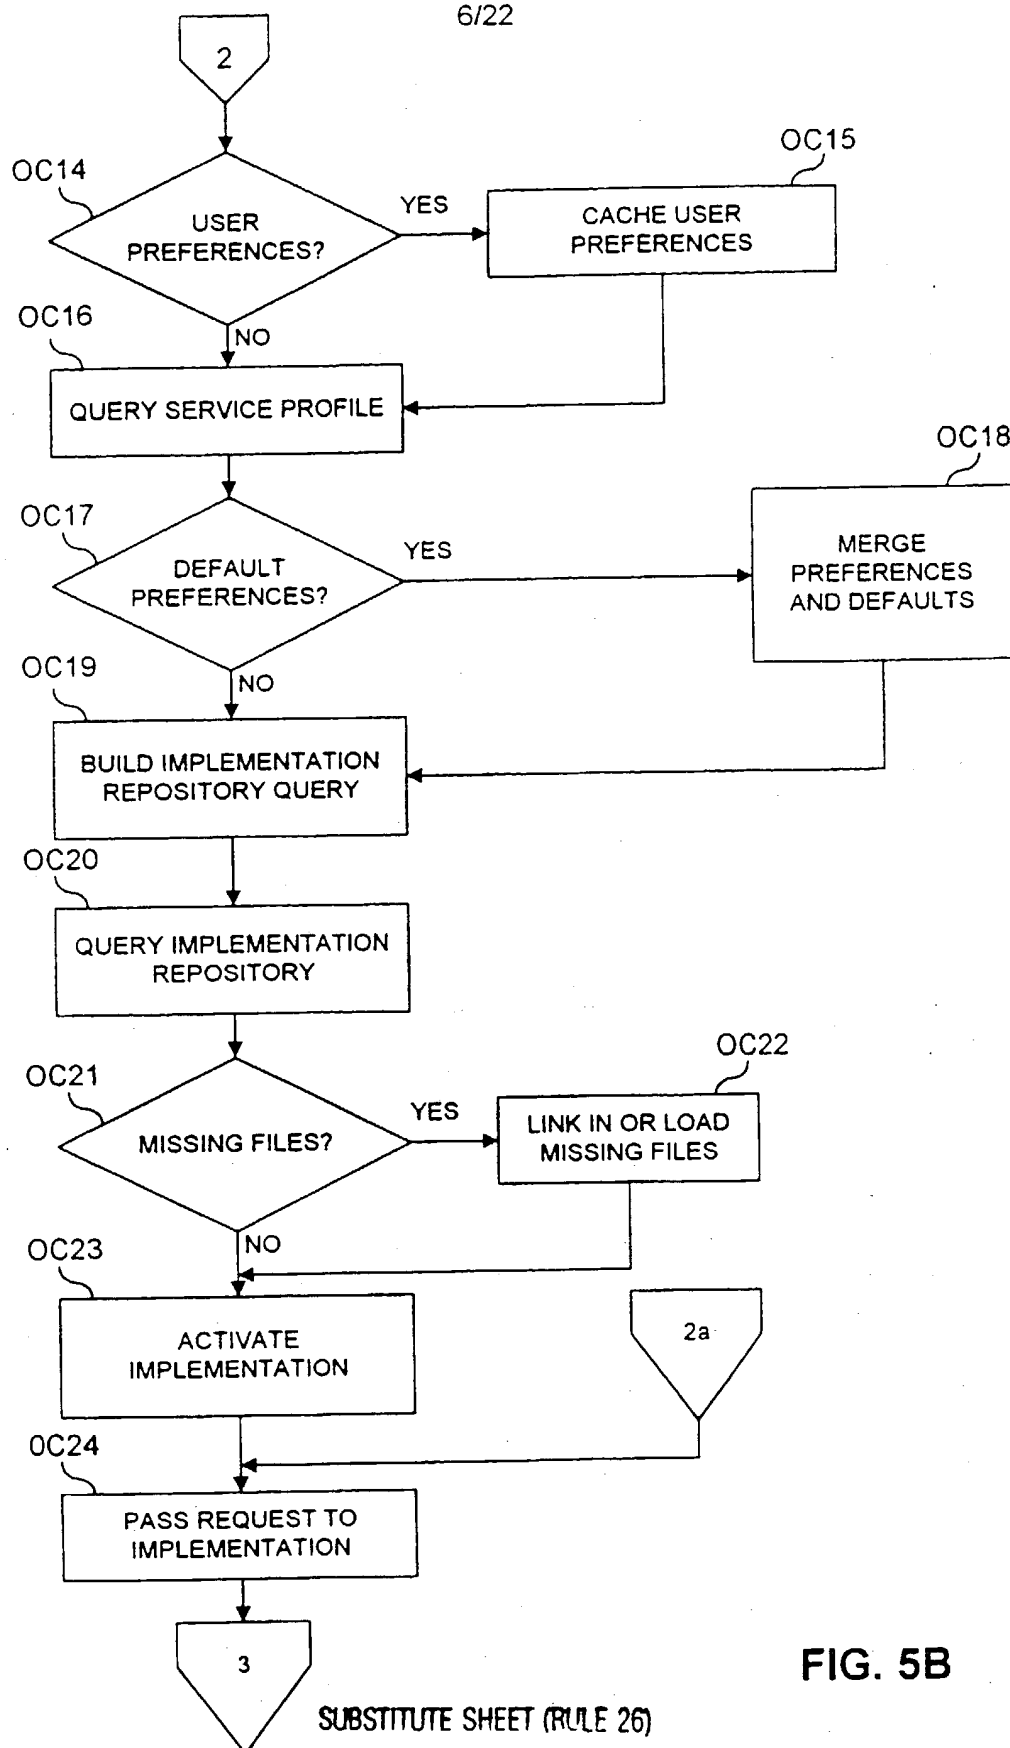 6/22
2
OC14
USER
PREFERENCES?
YES
OC15
CACHE USER
PREFERENCES
NO
OC16
QUERY SERVICE PROFILE
OC17
DEFAULT
PREFERENCES?
YES
OC18
MERGE
PREFERENCES
AND DEFAULTS
NO
OC19
BUILD IMPLEMENTATION
REPOSITORY QUERY
OC20
QUERY IMPLEMENTATION
REPOSITORY
OC21
MISSING FILES?
YES
OC22
LINK IN OR LOAD
MISSING FILES
NO
OC23
ACTIVATE
IMPLEMENTATION
2a
OC24
PASS REQUEST TO
IMPLEMENTATION
3
FIG. 5B
SUBSTITUTE SHEET (RULE 26)